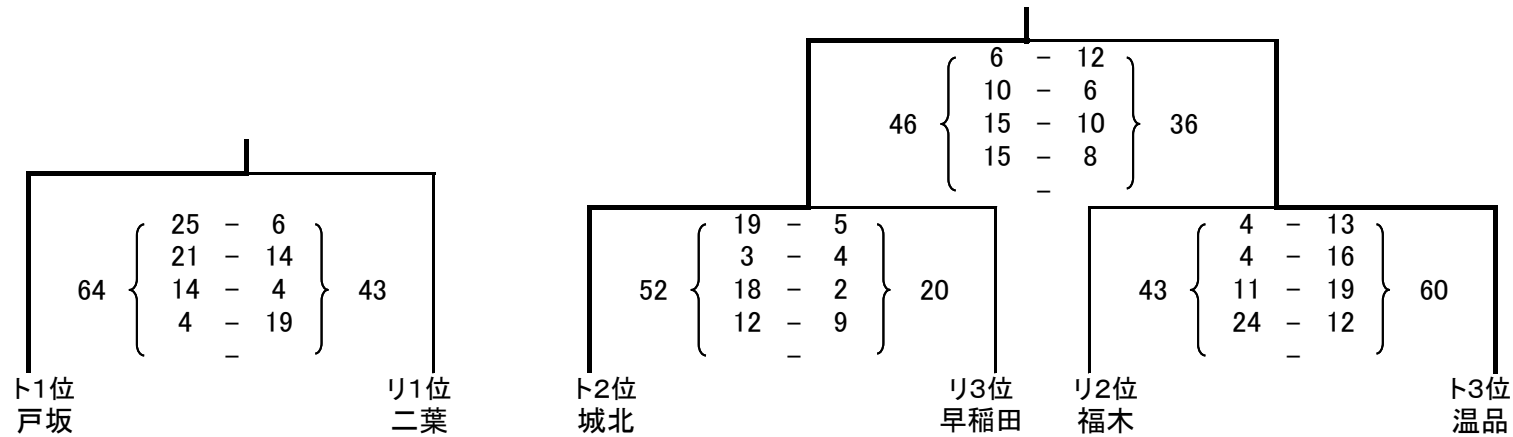 6 － 12
10 － 6
46 15 － 10 36
15 － 8
－
25 － 6
21 － 14
64 14 － 4 43
4 － 19
－
19 － 5
3 － 4
52 18 － 2 20
12 － 9
－
4 － 13
4 － 16
43 11 － 19 60
24 － 12
－
ト1位 リ1位 ト2位 リ3位 リ2位 ト3位
戸坂 二葉 城北 早稲田 福木 温品